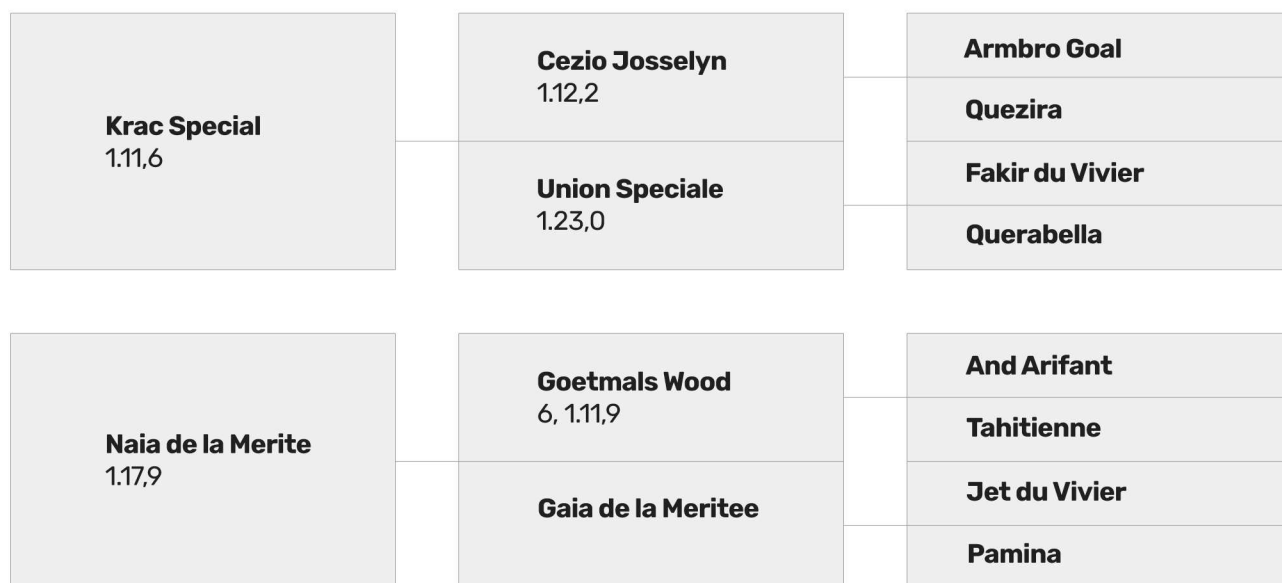 Krac Special
1.11,6
Cezio Josselyn
1.12,2
Union Speciale
1.23,0
Armbro Goal
Quezira
Fakir du Vivier
Querabella
Naia de la Merite
1.17,9
Goetmals Wood
6, 1.11,9
Gaia de la Meritee
And Arifant
Tahitienne
Jet du Vivier
Pamina